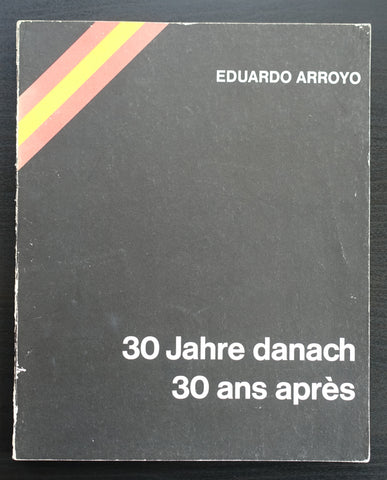 EDUARDO ARROYO
30 Jahre danach
30 ans après